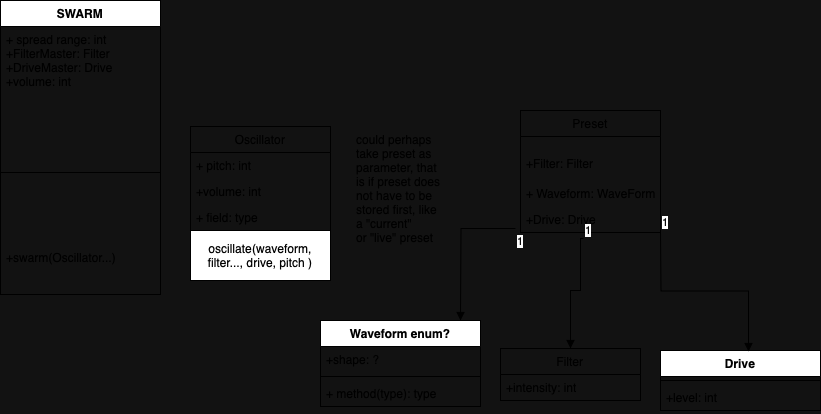 SWARM
+ spread range: int
+FilterMaster: Filter
+DriveMaster: Drive
+volume: int
+swarm(Oscillator...)
Oscillator
+ pitch: int
+volume: int
+ field: type
oscillate(waveform,
filter..., drive, pitch )
could perhaps
take preset as
parameter, that
is if preset does
not have to be
stored first, like
a "current"
or "live" preset
Preset
+Filter: Filter
+ Waveform: WaveForm
+Drive: Drive
1
1
1
Waveform enum?
+shape: ?
+ method(type): type
Filter
+intensity: int
Drive
+level: int